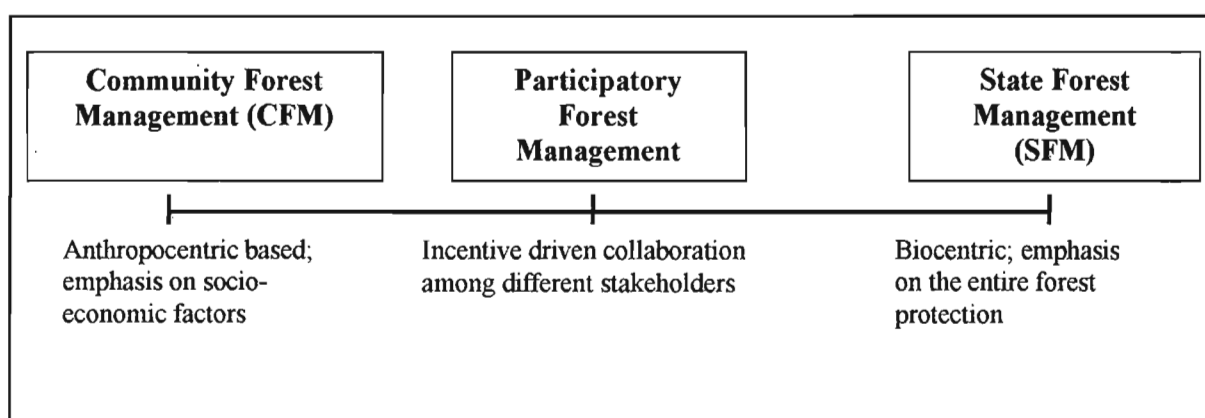 Community Forest
Management (CFM)
Participatory
Forest
Management
State Forest
Management
(SFM)
Anthropocentric based;
emphasis on socio-
economic factors
Incentive driven collaboration
among different stakeholders
Biocentric; emphasis
on the entire forest
protection